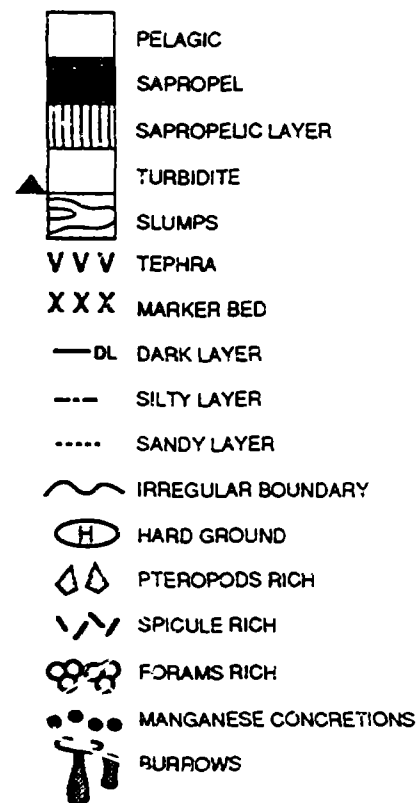 PELAGIC
SAPROPEL
SAPROPELIC LAYER
TURBIDITE
SLUMPS
V V V TEPHRA
X X X MARKER BED
DL DARK LAYER
SILTY LAYER
SANDY LAYER
IRREGULAR BOUNDARY
H HARD GROUND
PTEROPODS RICH
SPICULE RICH
FORAMS RICH
MANGANESE CONCRETIONS
BURROWS